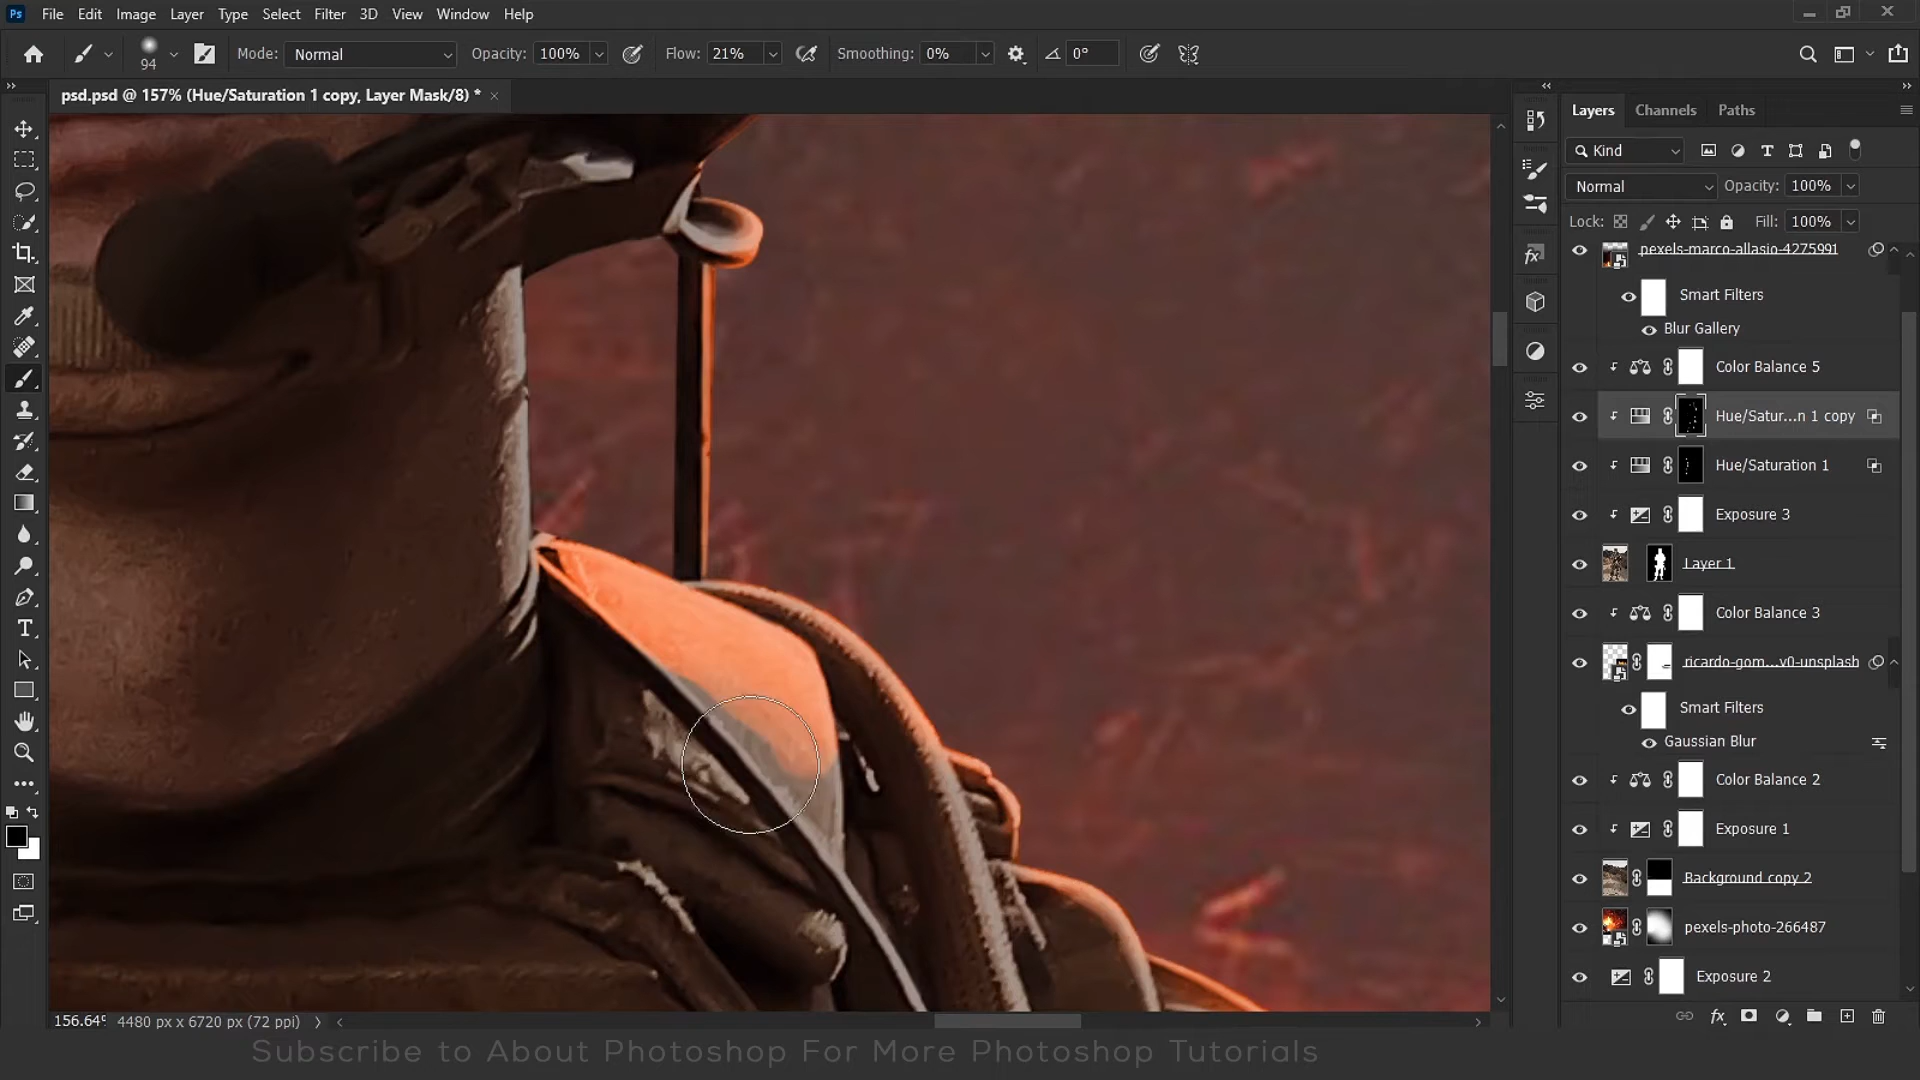 Ps File Edit Image Layer Type Select Filter 3D View Window Help
94 Mode: Normal Opacity: 100% Flow: 21% Smoothing: 0% 0°
psd.psd @ 157% (Hue/Saturation 1 copy, Layer Mask/8) * ×
Layers Channels Paths
Kind
Normal Opacity: 100%
Lock: Fill: 100%
pexels-marco-allasio-4275991
Smart Filters
Blur Gallery
Color Balance 5
Hue/Satur...n 1 copy
Hue/Saturation 1
Exposure 3
Layer 1
Color Balance 3
ricardo-gom...v0-unsplash
Smart Filters
Gaussian Blur
Color Balance 2
Exposure 1
Background copy 2
pexels-photo-266487
Exposure 2
156.64% 4480 px x 6720 px (72 ppi)
Subscribe to About Photoshop For More Photoshop Tutorials